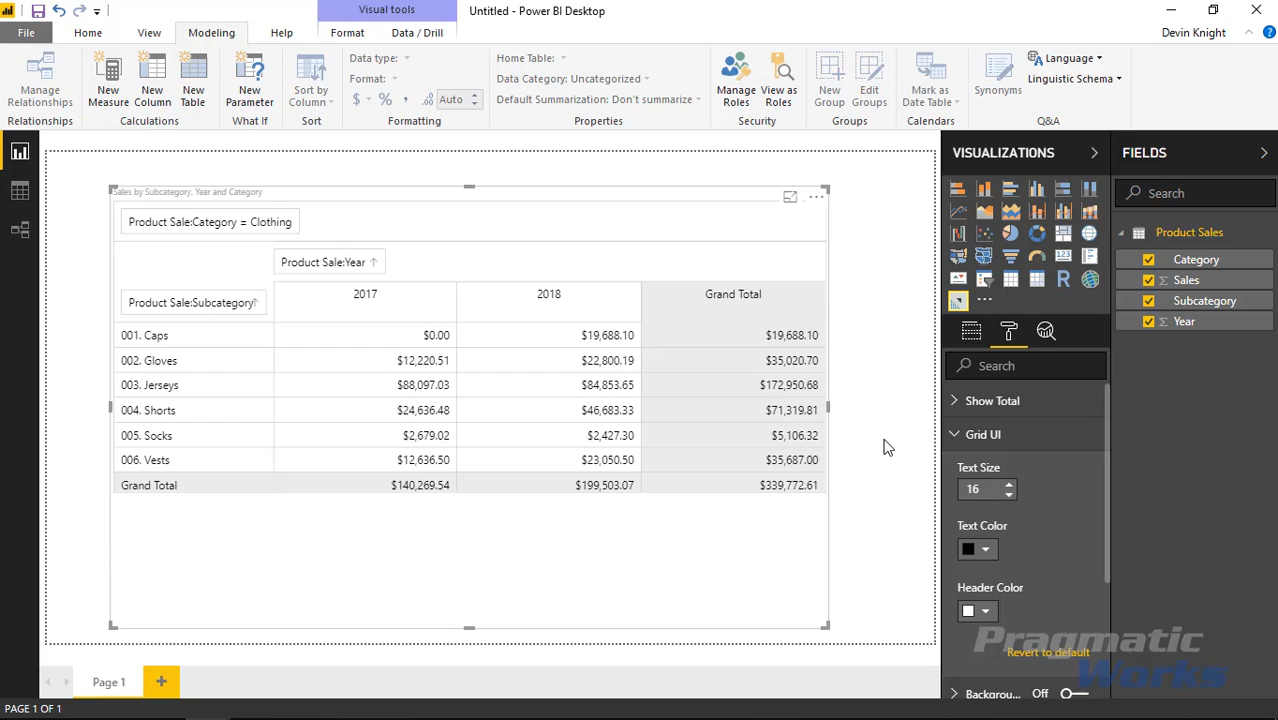 Visual tools
Untitled - Power BI Desktop
File
Home
View
Modeling
Help
Format
Data / Drill
Devin Knight
Manage
Relationships
New
Measure
New
Column
New
Table
New
Parameter
Sort by
Column
Data type:
Format:
$ % , .00 Auto
Home Table:
Data Category: Uncategorized
Default Summarization: Don't summarize
Manage
Roles
View as
Roles
New
Group
Edit
Groups
Mark as
Date Table
Synonyms
Language
Linguistic Schema
Relationships
Calculations
What If
Sort
Formatting
Properties
Security
Groups
Calendars
Q&A
Sales by Subcategory, Year and Category
Product Sale:Category = Clothing
Product Sale:Year
Product Sale:Subcategory
2017 2018 Grand Total
001. Caps $0.00 $19,688.10 $19,688.10
002. Gloves $12,220.51 $22,800.19 $35,020.70
003. Jerseys $88,097.03 $84,853.65 $172,950.68
004. Shorts $24,636.48 $46,683.33 $71,319.81
005. Socks $2,679.02 $2,427.30 $5,106.32
006. Vests $12,636.50 $23,050.50 $35,687.00
Grand Total $140,269.54 $199,503.07 $339,772.61
VISUALIZATIONS
123
R
Search
Show Total
Grid UI
Text Size
16
Text Color
Header Color
Revert to default
Backgrou... Off
FIELDS
Search
Product Sales
Category
Σ Sales
Subcategory
Σ Year
Pragmatic
Works
Page 1
PAGE 1 OF 1